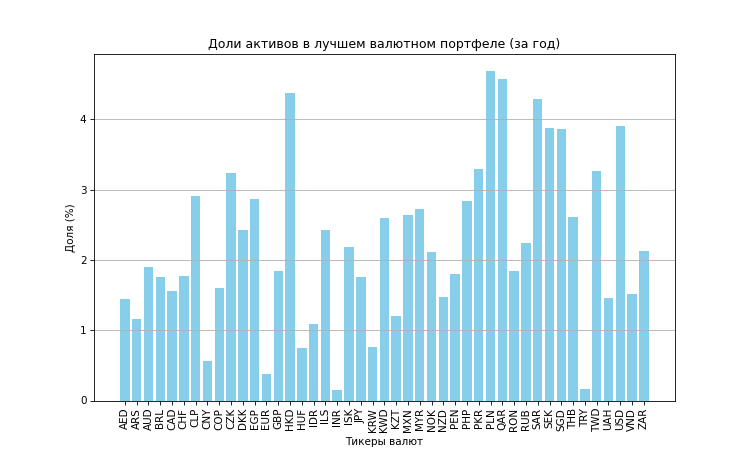 Доли активов в лучшем валютном портфеле (за год)
Доля (%)
4
3
2
1
0
AED ARS AUD BRL CAD CHF CLP CNY COP CZK DKK EGP EUR GBP HKD HUF IDR ILS INR ISK JPY KRW KWD KZT MXN MYR NOK NZD PEN PHP PKR PLN QAR RON RUB SAR SEK SGD THB TRY TWD UAH USD VND ZAR
Тикеры валют